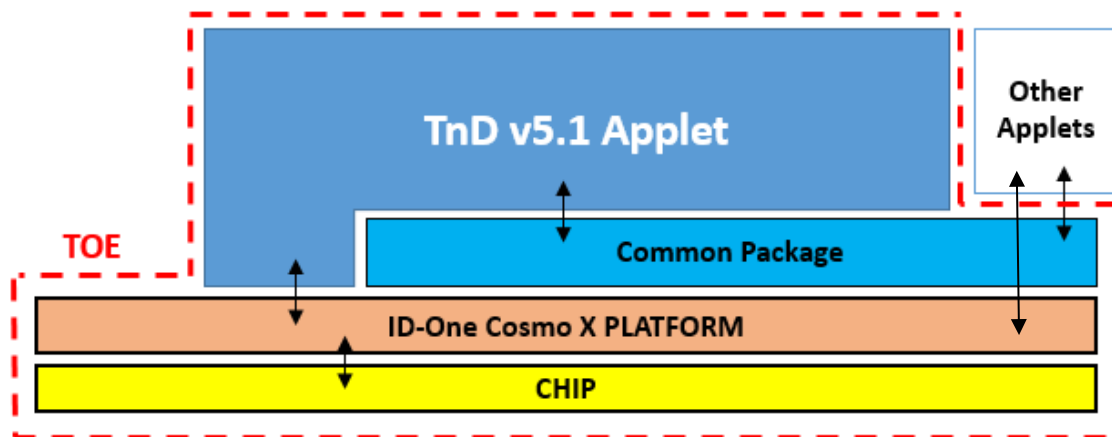 TnD v5.1 Applet
Other
Applets
TOE
Common Package
ID-One Cosmo X PLATFORM
CHIP